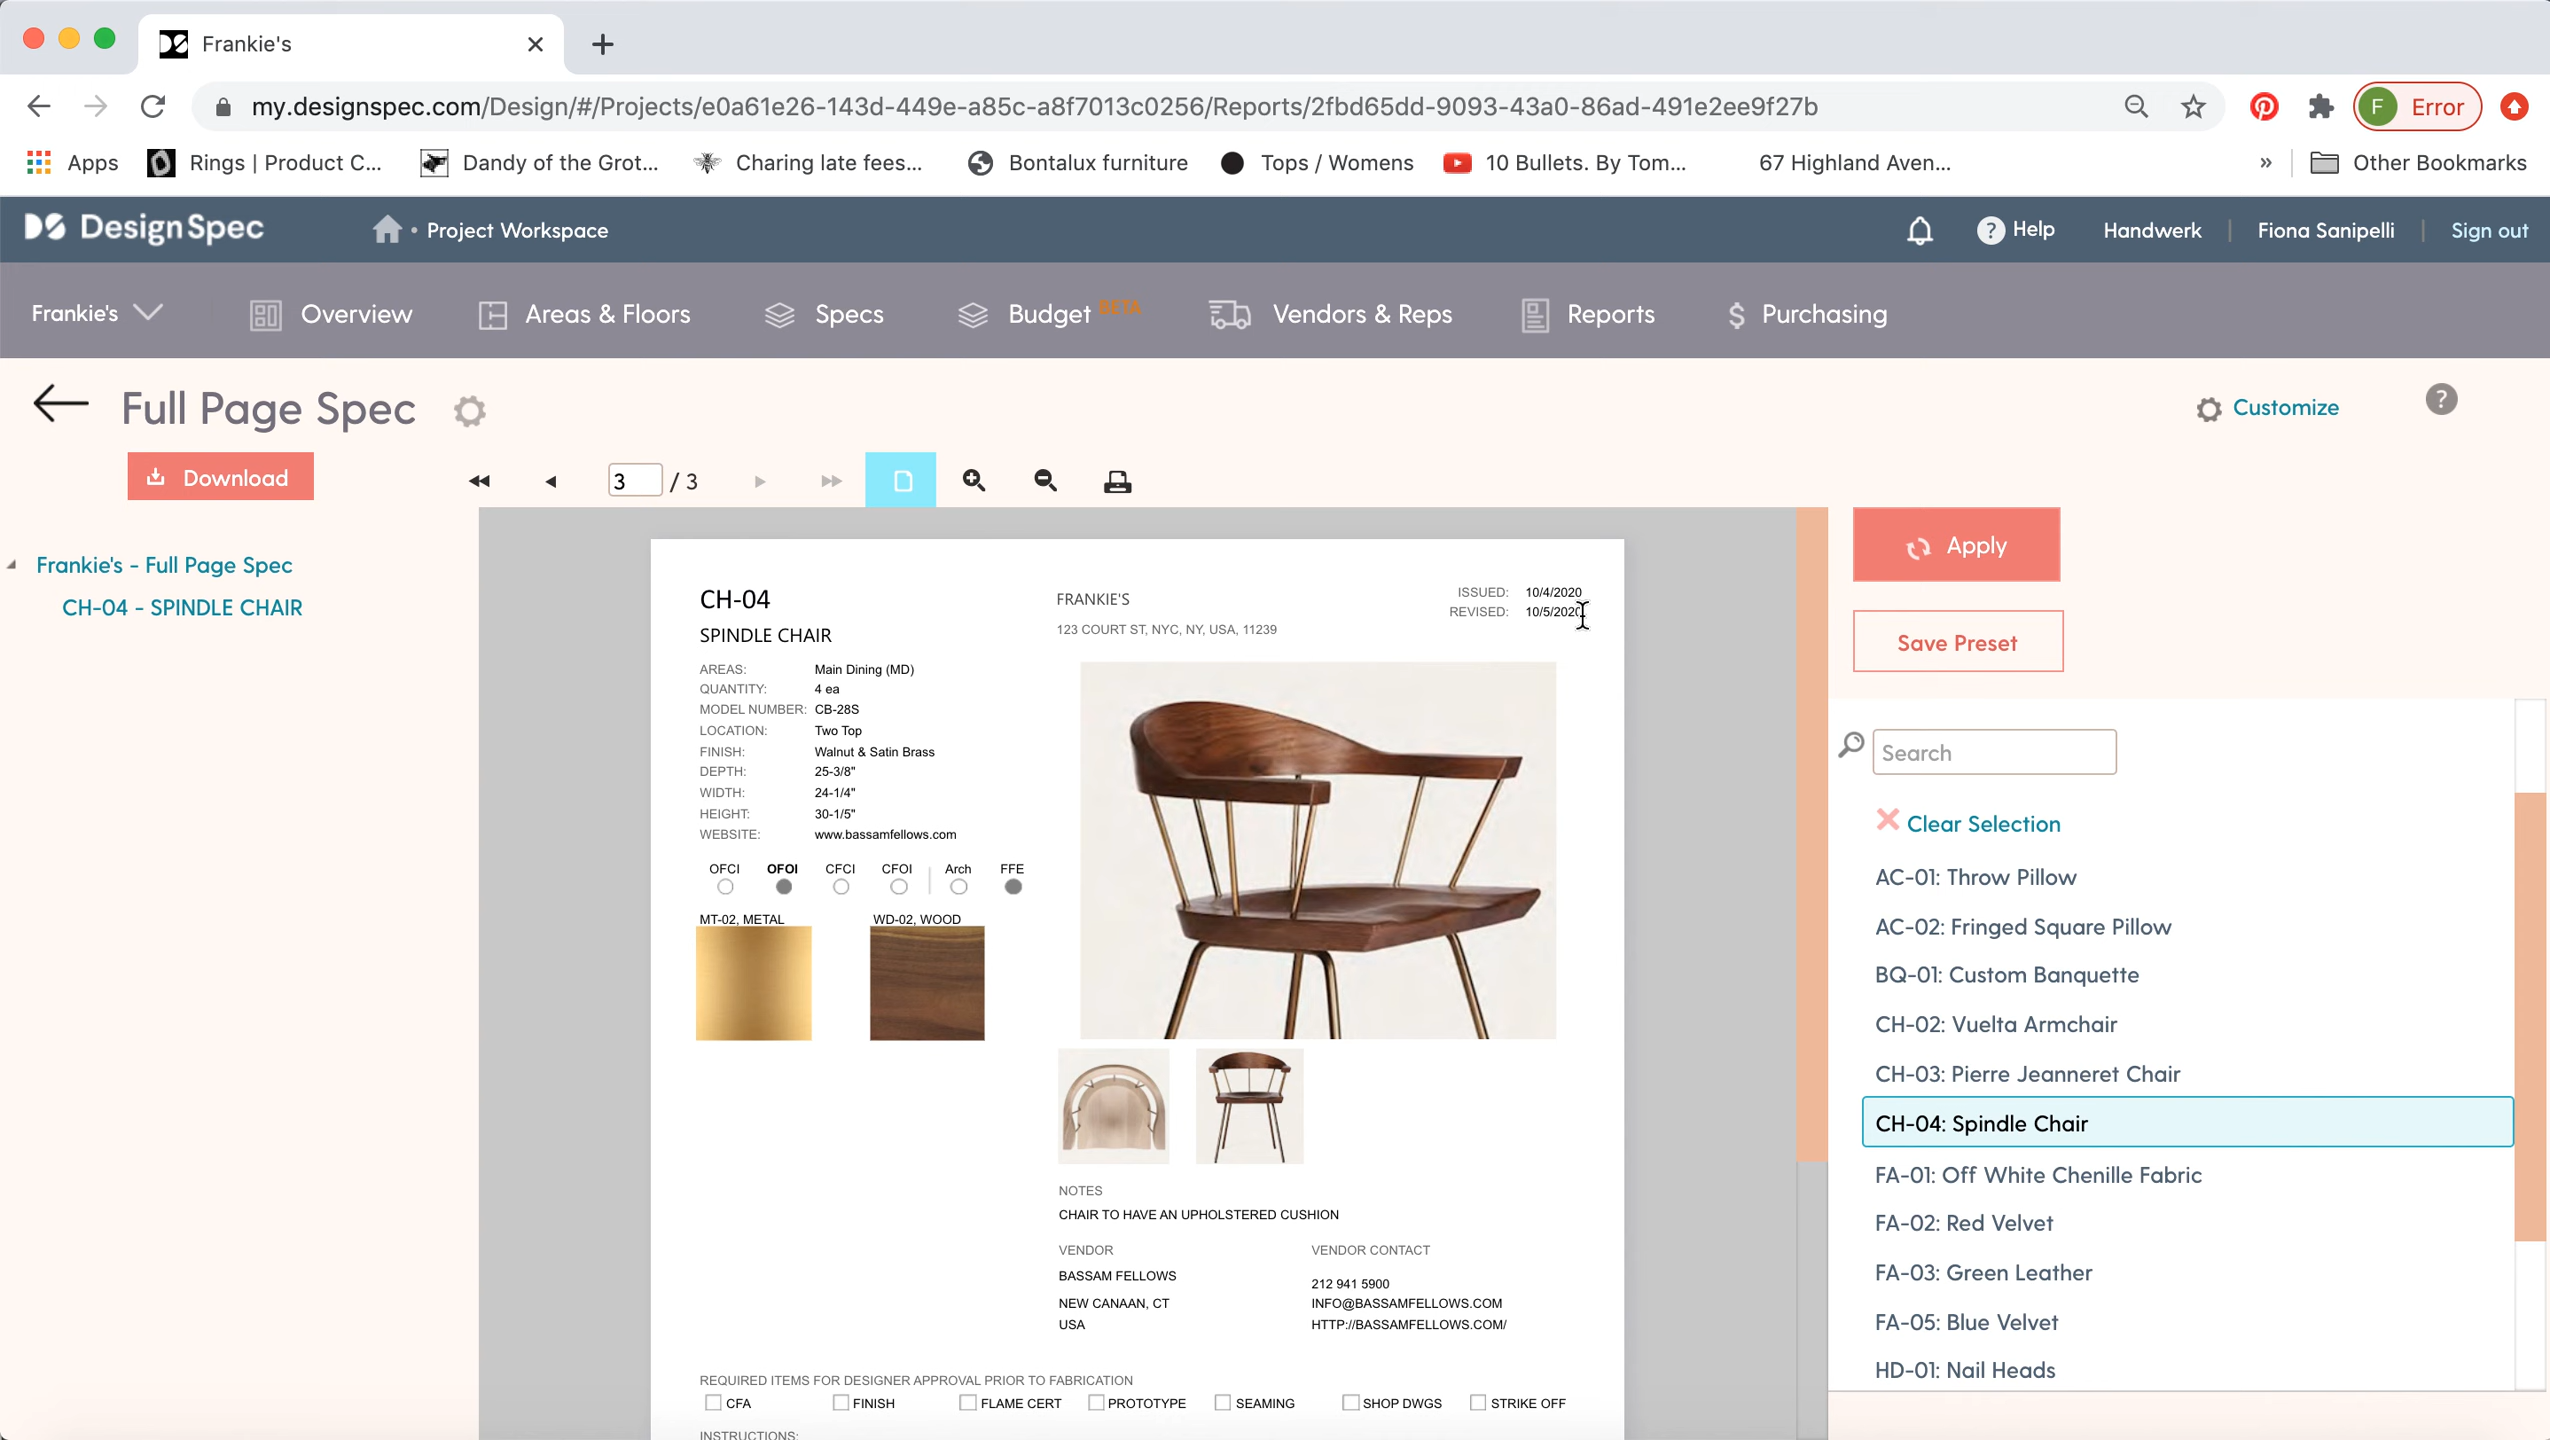 Frankie's
my.designspec.com/Design/#/Projects/e0a61e26-143d-449e-a85c-a8f7013c0256/Reports/2fbd65dd-9093-43a0-86ad-491e2ee9f27b
F Error
Apps Rings | Product C... Dandy of the Grot... Charing late fees... Bontalux furniture Tops / Womens 10 Bullets. By Tom... 67 Highland Aven... » Other Bookmarks
DesignSpec • Project Workspace ? Help Handwerk | Fiona Sanipelli | Sign out
Frankie's Overview Areas & Floors Specs Budget BETA Vendors & Reps Reports $ Purchasing
Full Page Spec Customize ?
Download 3 / 3
Frankie's - Full Page Spec
CH-04 - SPINDLE CHAIR
CH-04
SPINDLE CHAIR
FRANKIE'S
123 COURT ST, NYC, NY, USA, 11239
ISSUED: 10/4/2020
REVISED: 10/5/2020
AREAS: Main Dining (MD)
QUANTITY: 4 ea
MODEL NUMBER: CB-28S
LOCATION: Two Top
FINISH: Walnut & Satin Brass
DEPTH: 25-3/8"
WIDTH: 24-1/4"
HEIGHT: 30-1/5"
WEBSITE: www.bassamfellows.com
OFCI OFOI CFCI CFOI Arch FFE
MT-02, METAL WD-02, WOOD
NOTES
CHAIR TO HAVE AN UPHOLSTERED CUSHION
VENDOR
BASSAM FELLOWS
NEW CANAAN, CT
USA
VENDOR CONTACT
212 941 5900
INFO@BASSAMFELLOWS.COM
HTTP://BASSAMFELLOWS.COM/
REQUIRED ITEMS FOR DESIGNER APPROVAL PRIOR TO FABRICATION
CFA FINISH FLAME CERT PROTOTYPE SEAMING SHOP DWGS STRIKE OFF
INSTRUCTIONS:
Apply
Save Preset
Search
Clear Selection
AC-01: Throw Pillow
AC-02: Fringed Square Pillow
BQ-01: Custom Banquette
CH-02: Vuelta Armchair
CH-03: Pierre Jeanneret Chair
CH-04: Spindle Chair
FA-01: Off White Chenille Fabric
FA-02: Red Velvet
FA-03: Green Leather
FA-05: Blue Velvet
HD-01: Nail Heads